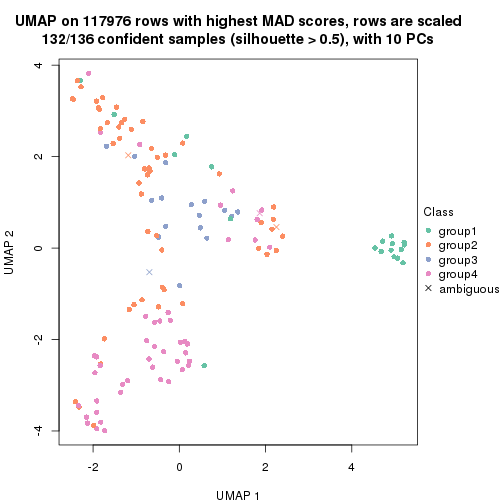 UMAP on 117976 rows with highest MAD scores, rows are scaled
132/136 confident samples (silhouette > 0.5), with 10 PCs
4
2
0
-2
-4
UMAP 2
-2
0
2
4
UMAP 1
Class
group1
group2
group3
group4
ambiguous